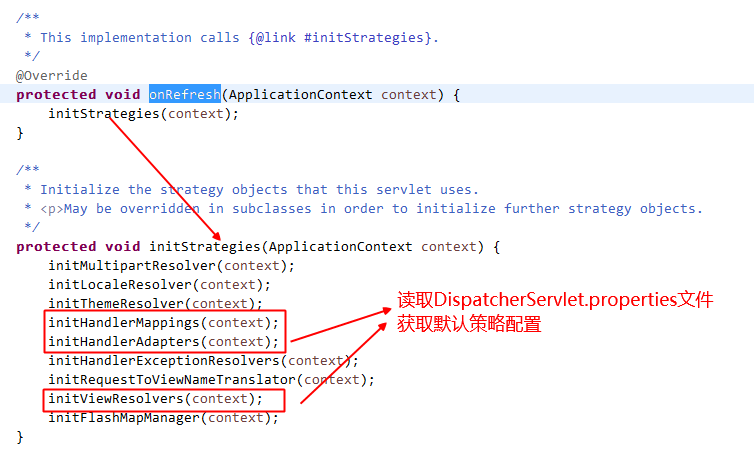 /**
 * This implementation calls {@link #initStrategies}.
 */
@Override
protected void onRefresh(ApplicationContext context) {
    initStrategies(context);
}

/**
 * Initialize the strategy objects that this servlet uses.
 * <p>May be overridden in subclasses in order to initialize further strategy objects.
 */
protected void initStrategies(ApplicationContext context) {
    initMultipartResolver(context);
    initLocaleResolver(context);
    initThemeResolver(context);
    initHandlerMappings(context);
    initHandlerAdapters(context);
    initHandlerExceptionResolvers(context);
    initRequestToViewNameTranslator(context);
    initViewResolvers(context);
    initFlashMapManager(context);
}
读取DispatcherServlet.properties文件
获取默认策略配置